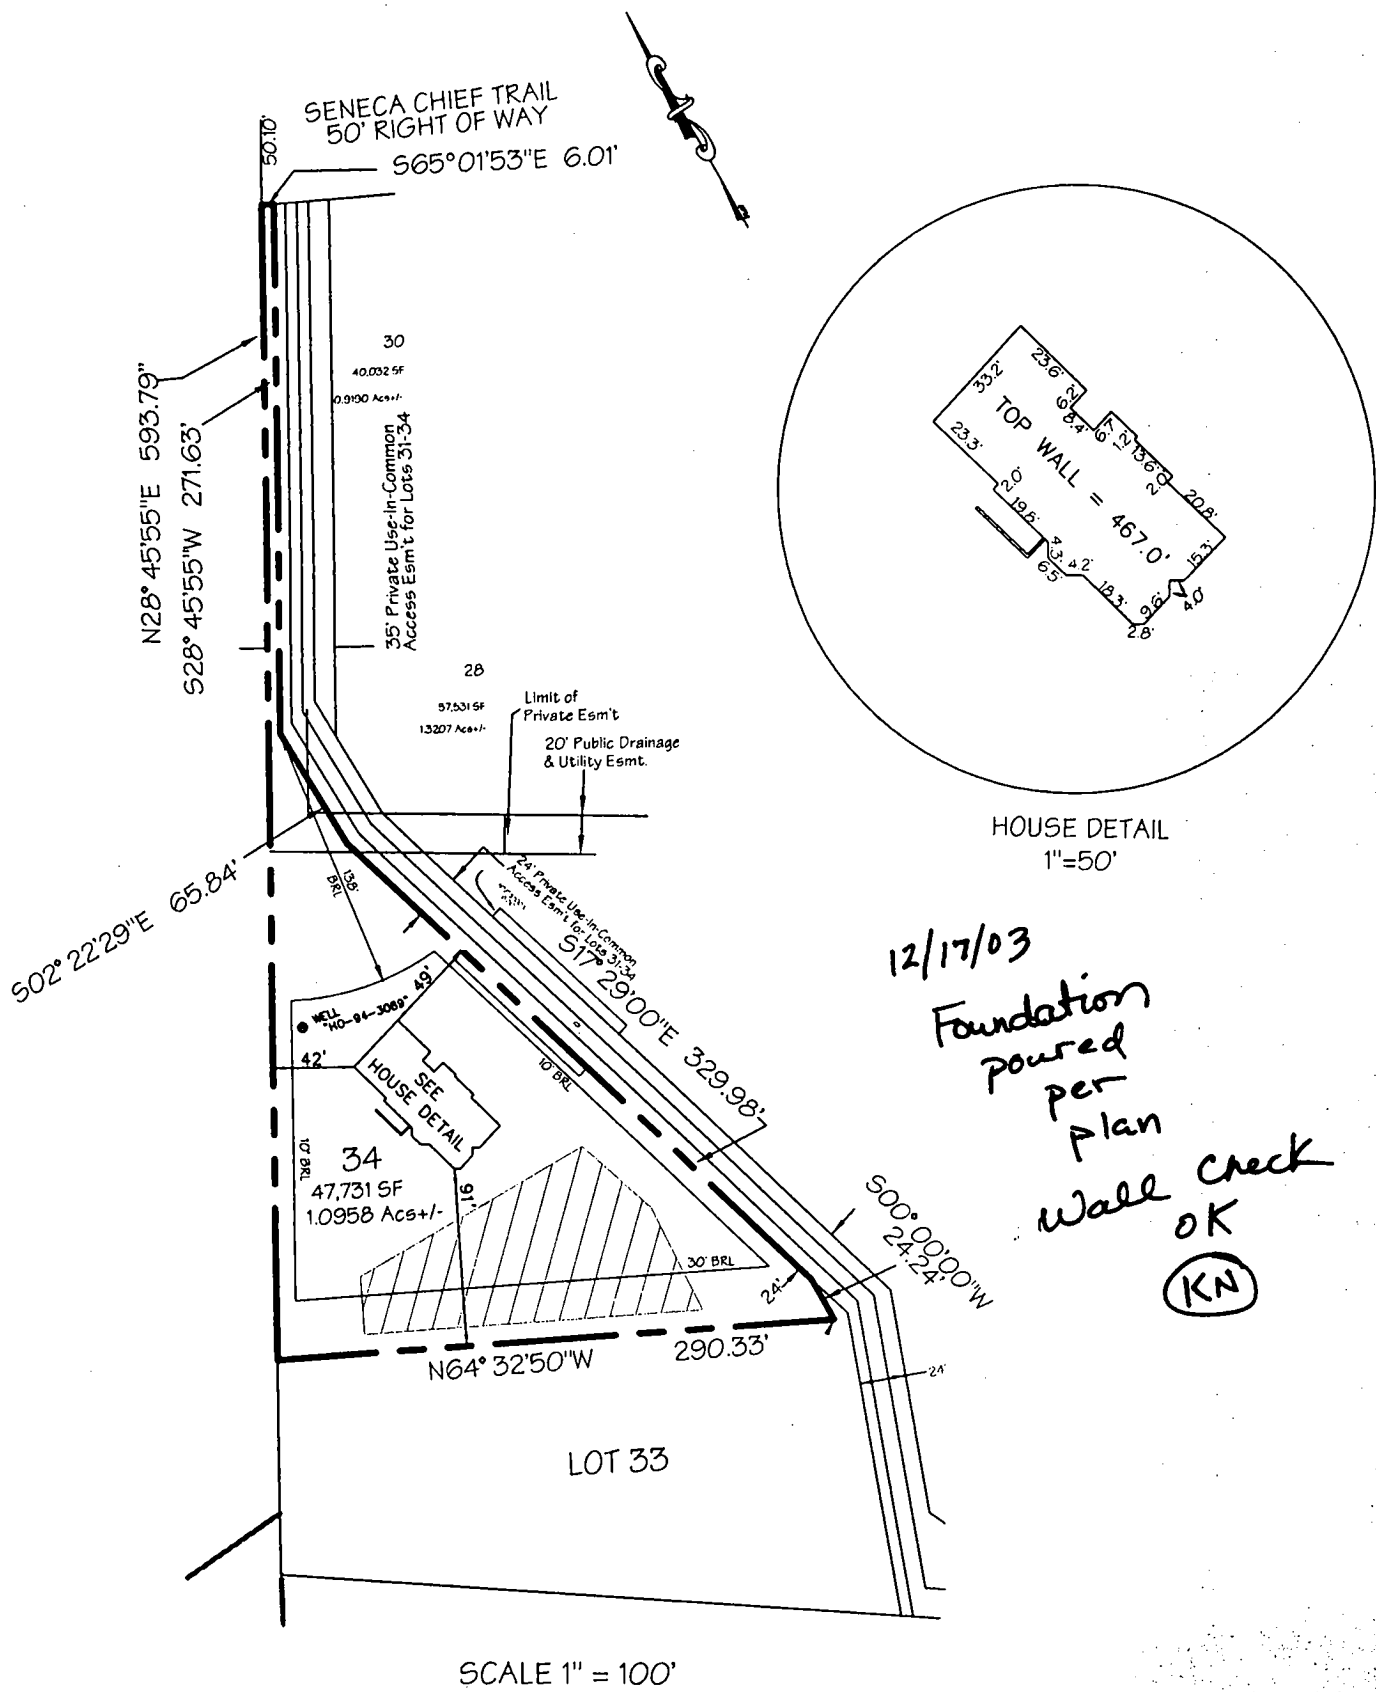 SENECA CHIEF TRAIL
50' RIGHT OF WAY
50.10'
S65°01'53"E 6.01'
N28°45'55"E 593.79"
S28°45'55"W 271.63'
30
40,032 SF
0.9190 Acs+/-
35' Private Use-In-Common
Access Esm't for Lots 31-34
28
57,531 SF
1.3207 Acs+/-
Limit of
Private Esm't
20' Public Drainage
& Utility Esmt.
S02°22'29"E 65.84'
138'
BRL
24' Private Use-In-Common
Access Esm't for Lots 31-34
S17°29'00"E 329.98'
WELL
"HO-94-3089"
49'
42'
SEE
HOUSE DETAIL
10' BRL
10' BRL
34
47,731 SF
1.0958 Acs+/-
91'
30' BRL
24'
S00°00'00"W
24.24'
N64°32'50"W 290.33'
24'
LOT 33
SCALE 1" = 100'
23.6'
33.2'
6.2'
8.4'
6.7'
1.2'
13.6'
2.0'
20.8'
TOP WALL = 467.0'
23.3'
2.0'
19.8'
4.3'
6.5'
4.2'
18.3'
2.8'
9.6'
4.0'
15.3'
HOUSE DETAIL
1"=50'
12/17/03
Foundation
poured
per
plan
Wall check
OK
KN